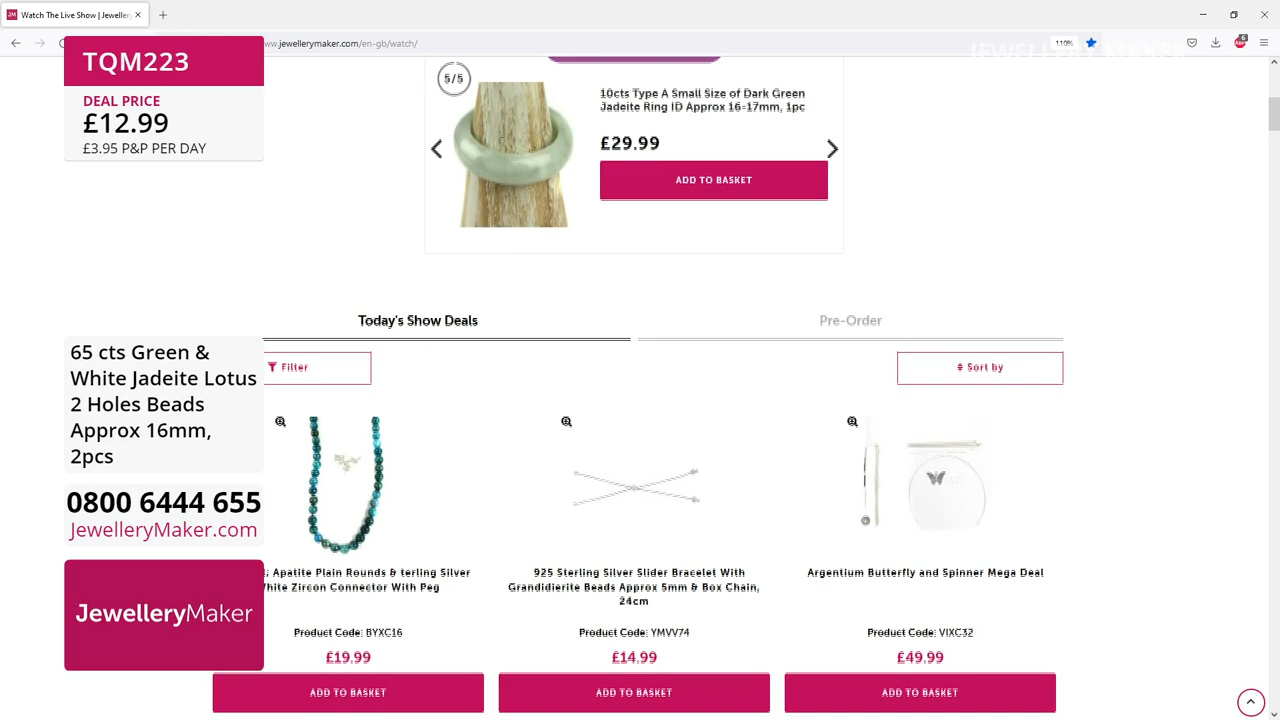 Watch The Live Show | Jeweller
TQM223
DEAL PRICE
£12.99
£3.95 P&P PER DAY
w.jewellerymaker.com/en.gb/watch/
110%
6
JEWELLERY MAKER
5/5
10cts Type A Small Size of Dark Green
Jadeite Ring ID Approx 16-17mm, 1pc
£29.99
ADD TO BASKET
Today's Show Deals
Pre-Order
Filter
Sort by
65 cts Green &
White Jadeite Lotus
2 Holes Beads
Approx 16mm,
2pcs
0800 6444 655
JewelleryMaker.com
JewelleryMaker
Apatite Plain Rounds & terling Silver
hite Zircon Connector With Peg
Product Code: BYXC16
£19.99
ADD TO BASKET
925 Sterling Silver Slider Bracelet With
Grandidierite Beads Approx 5mm & Box Chain,
24cm
Product Code: YMVV74
£14.99
ADD TO BASKET
Argentium Butterfly and Spinner Mega Deal
Product Code: VIXC32
£49.99
ADD TO BASKET